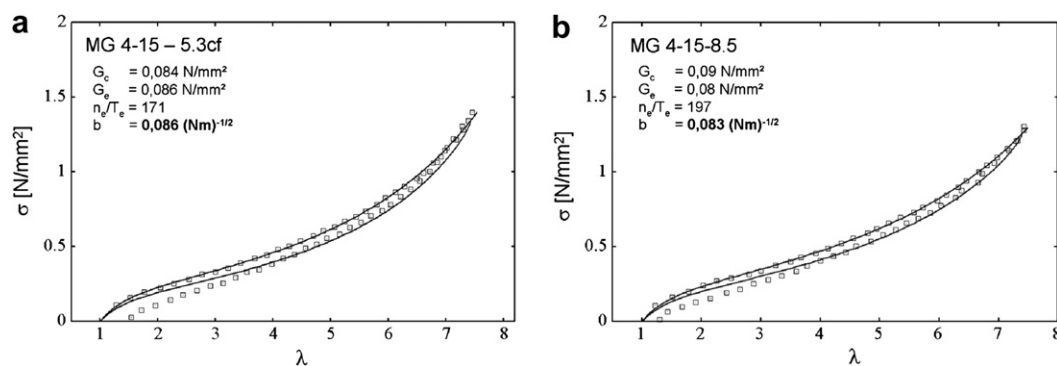 a
MG 4-15 – 5.3cf
G_c = 0,084 N/mm²
G_e = 0,086 N/mm²
n_e/T_e = 171
b = 0,086 (Nm)^-1/2
σ [N/mm²]
2
1.5
1
0.5
0
1 2 3 4 5 6 7 8
λ
b
MG 4-15-8.5
G_c = 0,09 N/mm²
G_e = 0,08 N/mm²
n_e/T_e = 197
b = 0,083 (Nm)^-1/2
σ [N/mm²]
2
1.5
1
0.5
0
0 1 2 3 4 5 6 7 8
λ